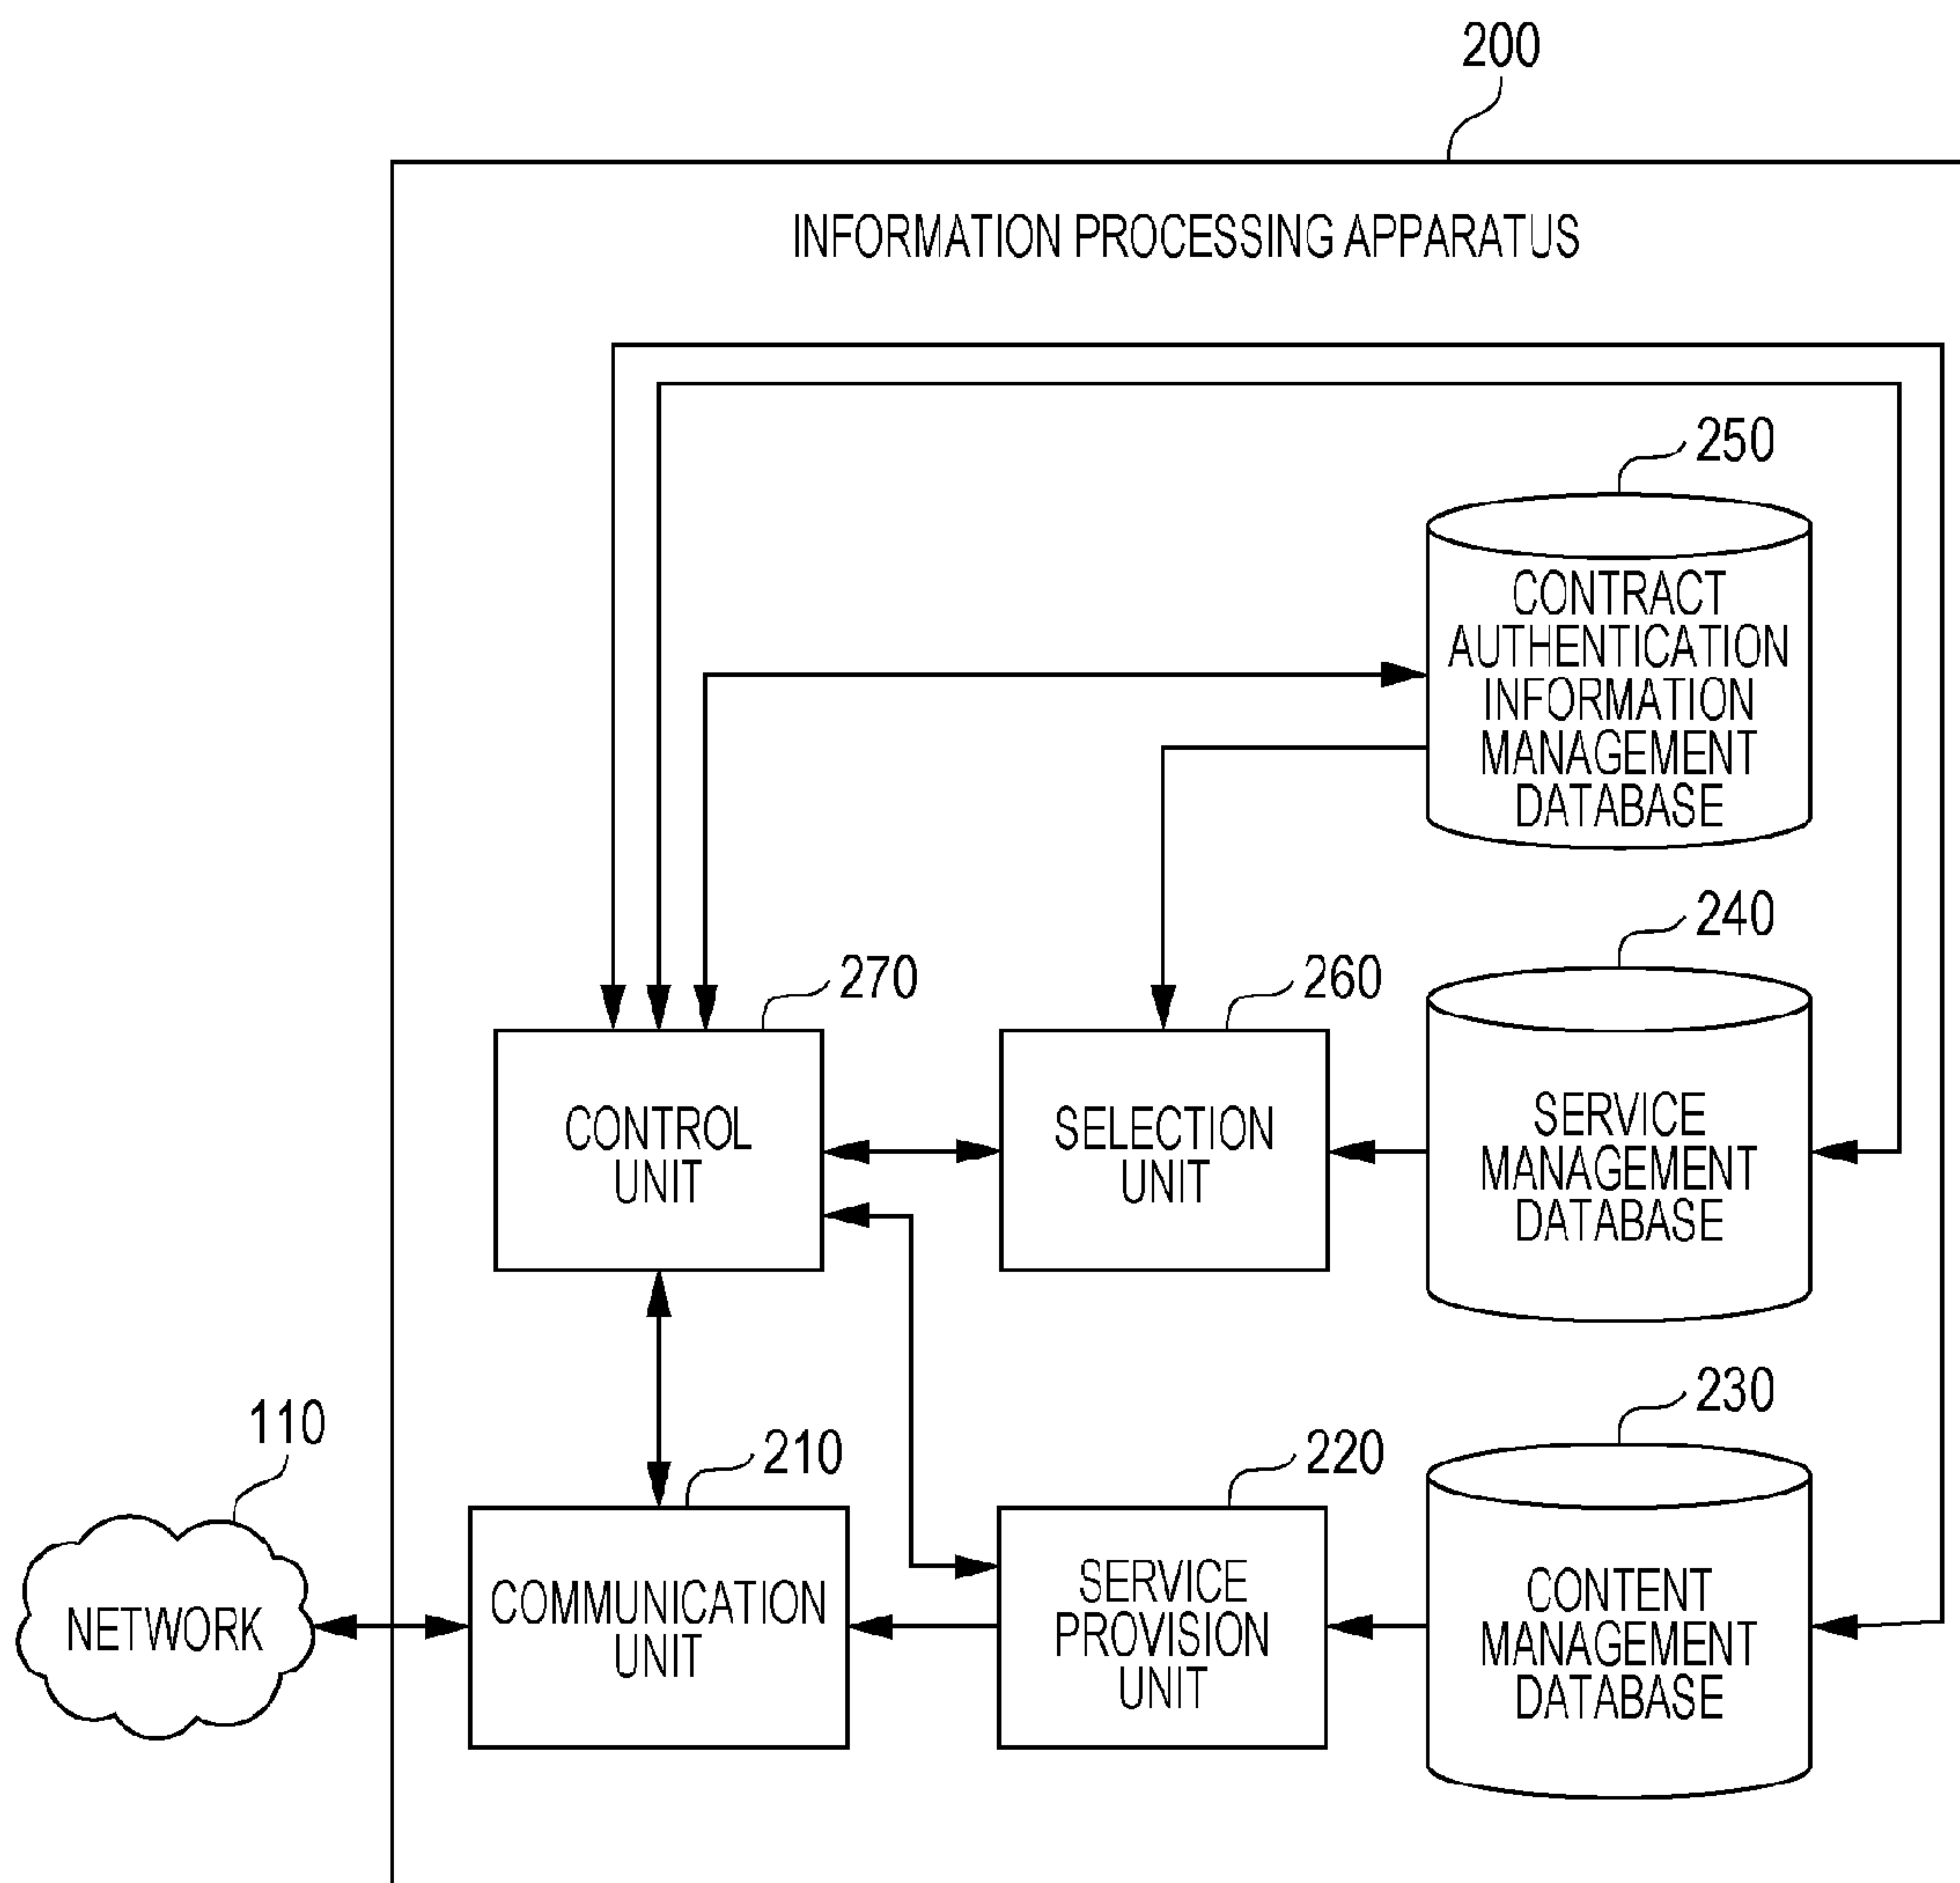 200
INFORMATION PROCESSING APPARATUS
250
CONTRACT
AUTHENTICATION
INFORMATION
MANAGEMENT
DATABASE
240
270
260
CONTROL
UNIT
SELECTION
UNIT
SERVICE
MANAGEMENT
DATABASE
230
110
210
220
NETWORK
COMMUNICATION
UNIT
SERVICE
PROVISION
UNIT
CONTENT
MANAGEMENT
DATABASE